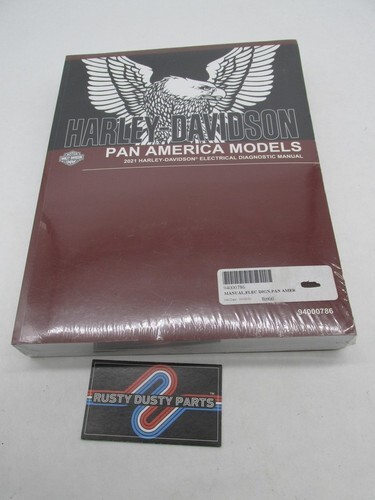 HARLEY-DAVIDSON
PAN AMERICA MODELS
2021 HARLEY-DAVIDSON® ELECTRICAL DIAGNOSTIC MANUAL
94000786
MANUAL,ELEC DIGN,PAN AMER
94000786
RUSTY DUSTY PARTS